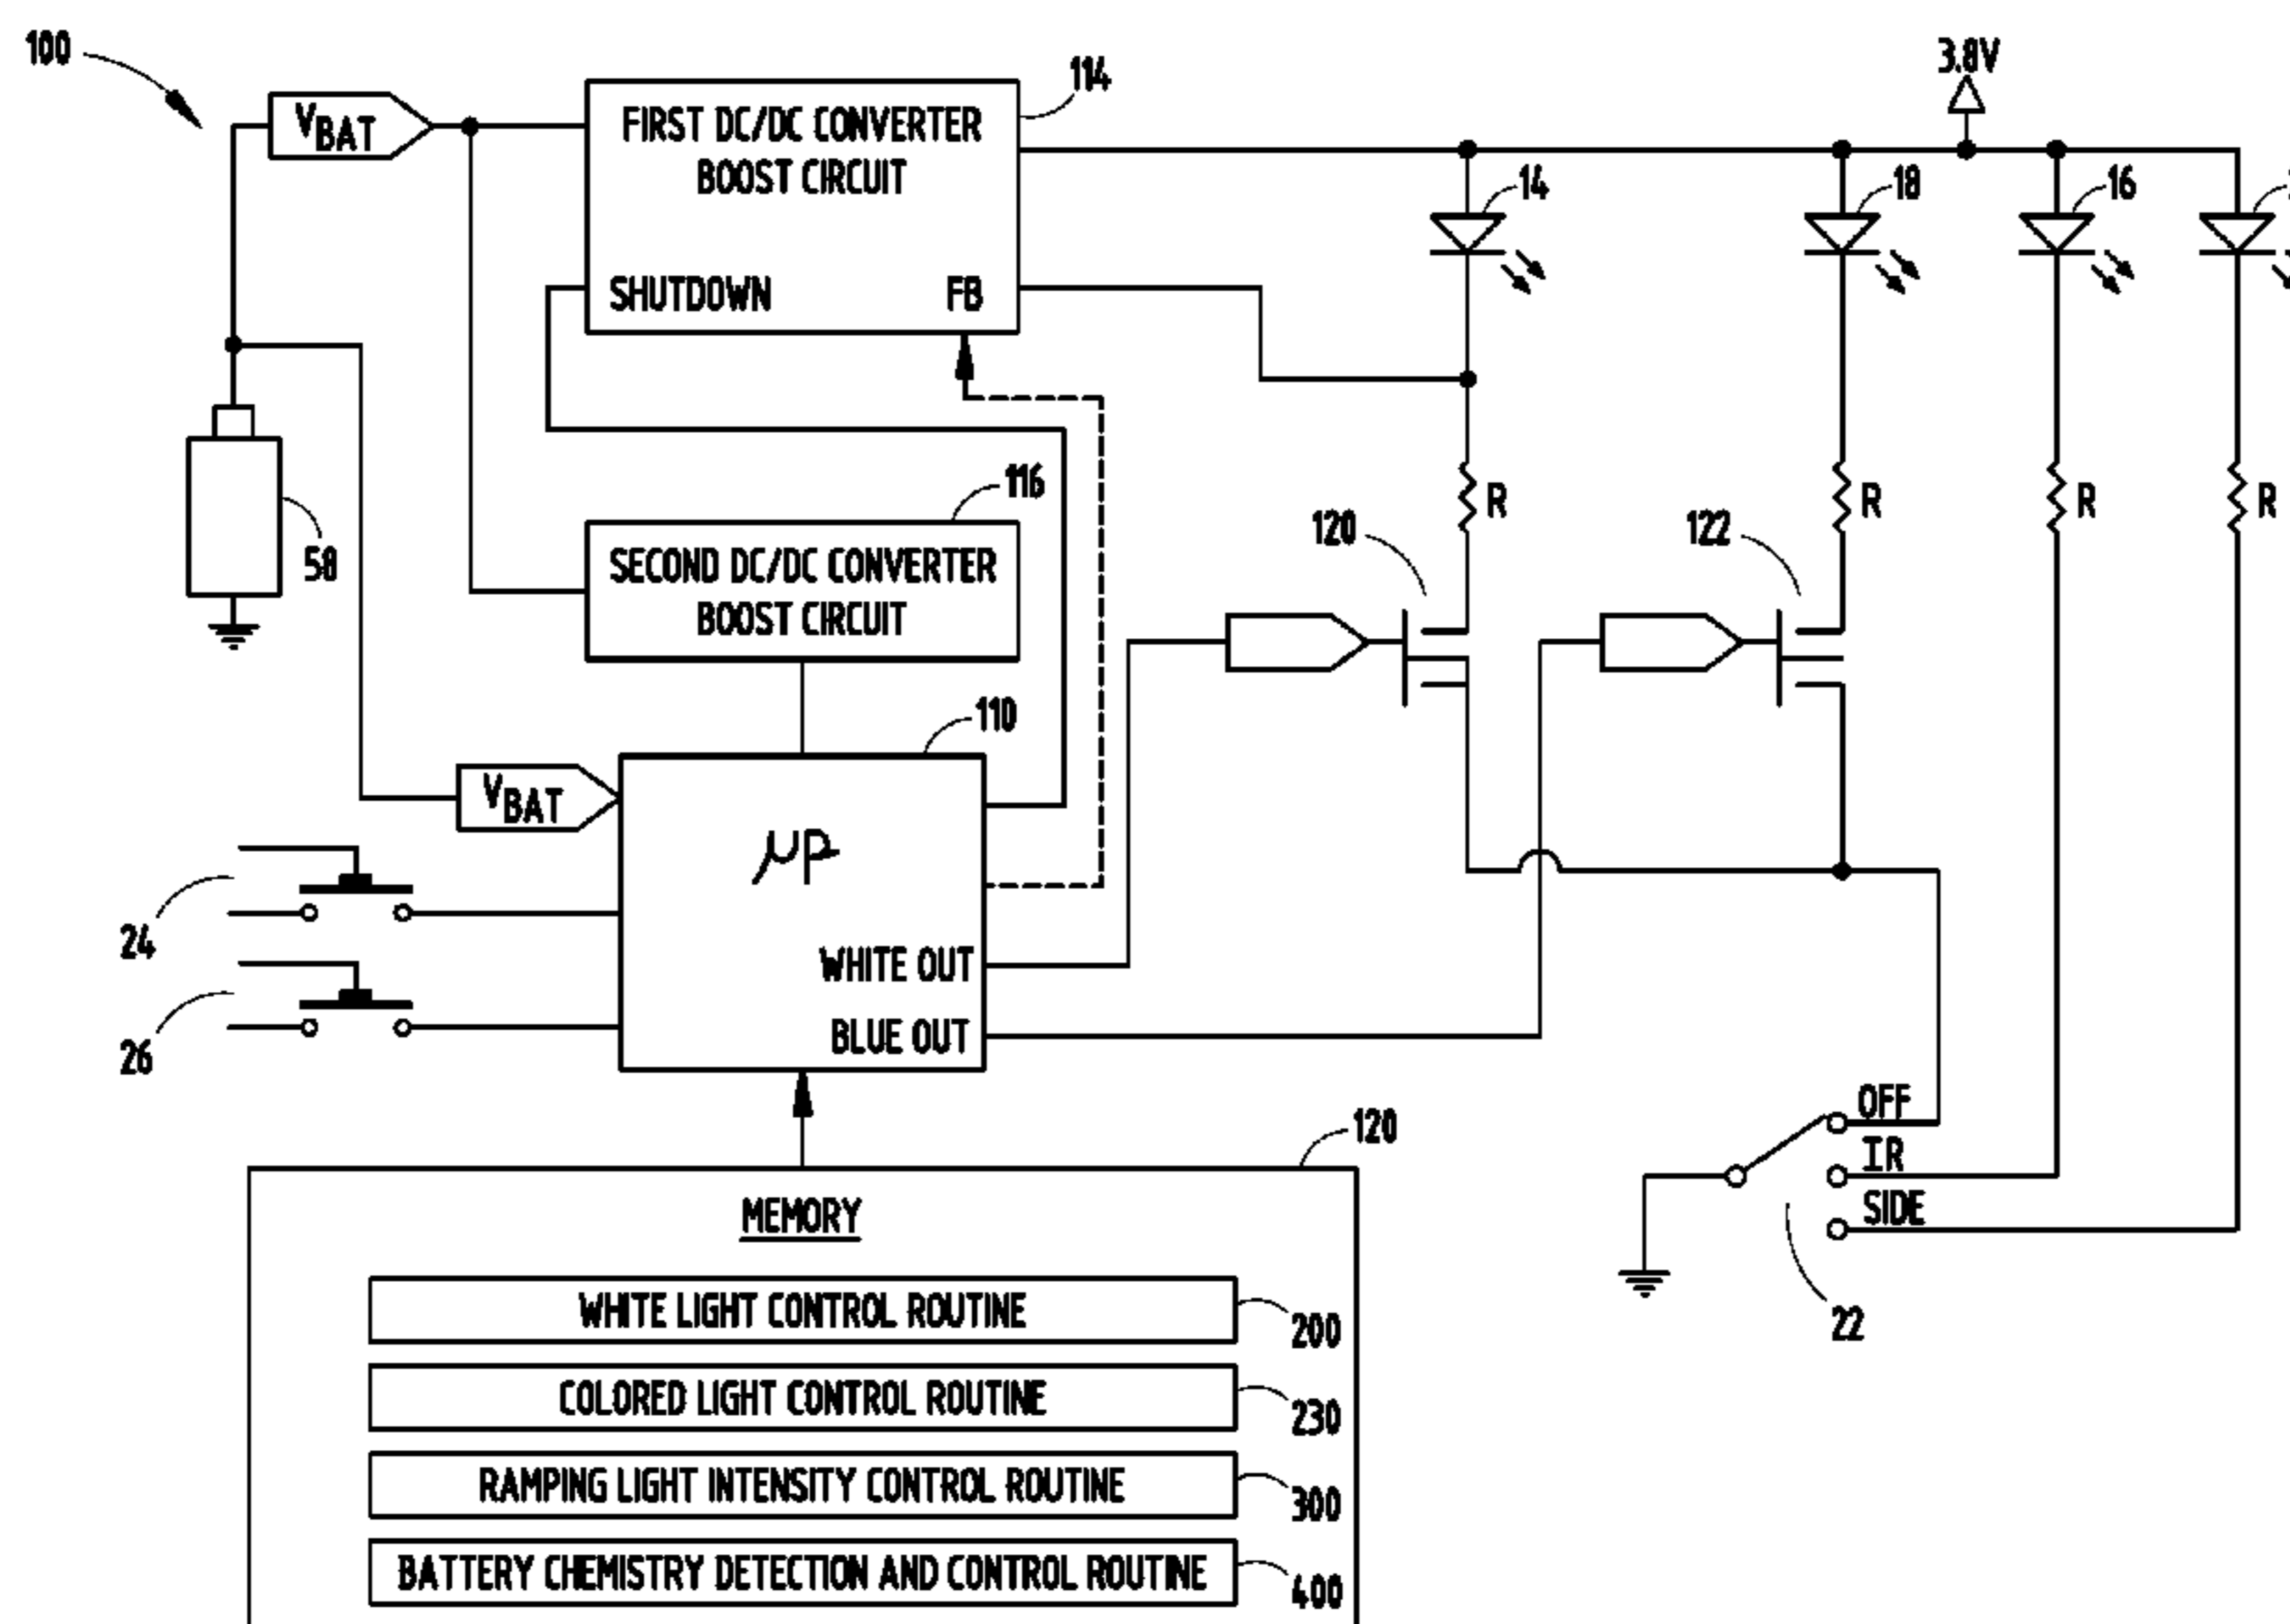 100
V BAT
FIRST DC/DC CONVERTER
BOOST CIRCUIT
SHUTDOWN
FB
114
3.8V
14
18
16
58
116
SECOND DC/DC CONVERTER
BOOST CIRCUIT
R
R
R
R
120
122
110
V BAT
μP
24
26
WHITE OUT
BLUE OUT
OFF
IR
SIDE
22
120
MEMORY
WHITE LIGHT CONTROL ROUTINE
200
COLORED LIGHT CONTROL ROUTINE
230
RAMPING LIGHT INTENSITY CONTROL ROUTINE
300
BATTERY CHEMISTRY DETECTION AND CONTROL ROUTINE
400